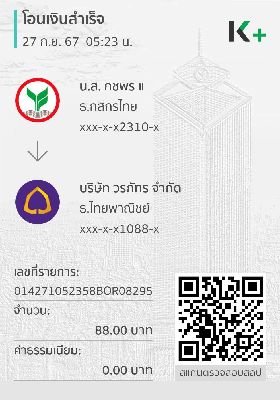 โอนเงินสำเร็จ
27 ก.ย. 67 05:23 น.
K+
น.ส. กชพร แ
ธ.กสิกรไทย
xxx-x-x2310-x
บริษัท วรภัทร จำกัด
ธ.ไทยพาณิชย์
xxx-x-x1088-x
เลขที่รายการ:
014271052358BOR08295
จำนวน:
88.00 บาท
ค่าธรรมเนียม:
0.00 บาท
สแกนตรวจสอบสลิป